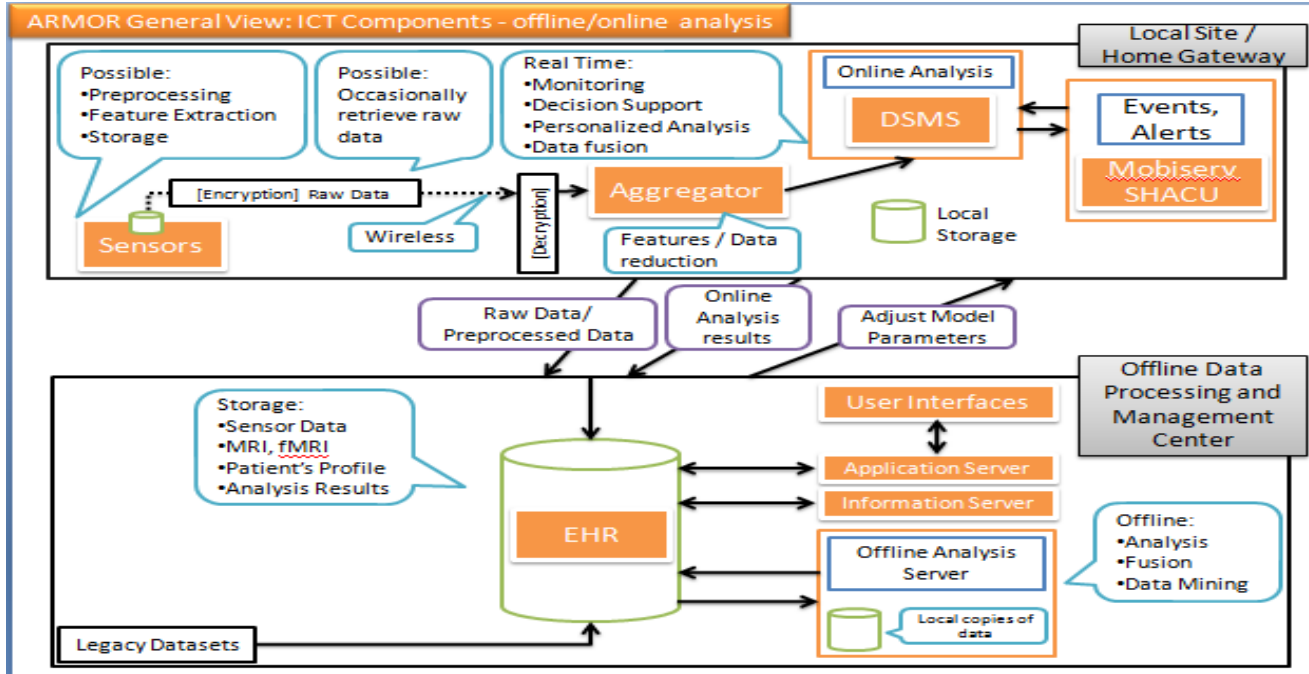 ARMOR General View: ICT Components - offline/online analysis
Local Site /
Home Gateway
Possible:
•Preprocessing
•Feature Extraction
•Storage
Possible:
Occasionally
retrieve raw
data
Real Time:
•Monitoring
•Decision Support
•Personalized Analysis
•Data fusion
Online Analysis
DSMS
Events,
Alerts
Mobiserv
SHACU
[Encryption] Raw Data
Wireless
[Decryption]
Aggregator
Sensors
Features / Data
reduction
Local
Storage
Raw Data/
Preprocessed Data
Online
Analysis
results
Adjust Model
Parameters
Offline Data
Processing and
Management
Center
Storage:
•Sensor Data
•MRI, fMRI
•Patient's Profile
•Analysis Results
EHR
User Interfaces
Application Server
Information Server
Offline Analysis
Server
Local copies of
data
Offline:
•Analysis
•Fusion
•Data Mining
Legacy Datasets